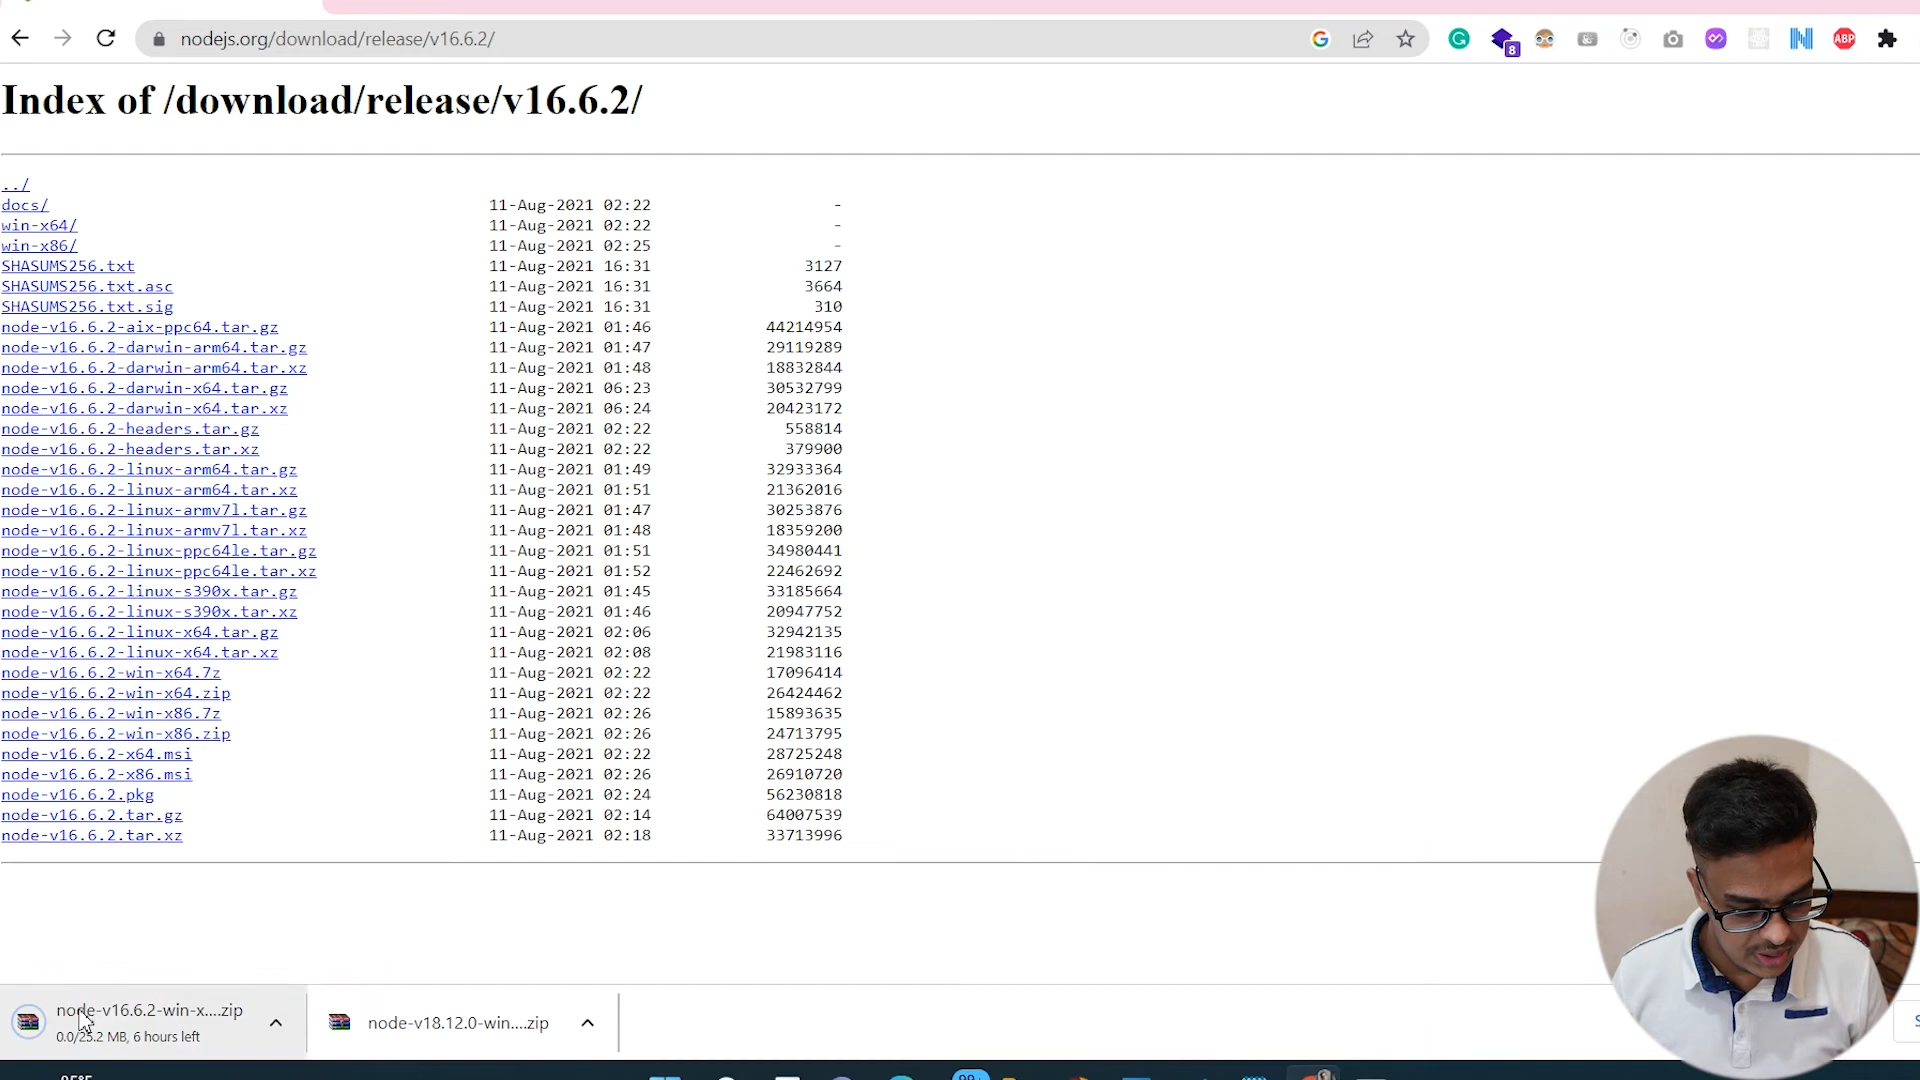 nodejs.org/download/release/v16.6.2/
8
ABP
Index of /download/release/v16.6.2/
../
docs/ 11-Aug-2021 02:22 -
win-x64/ 11-Aug-2021 02:22 -
win-x86/ 11-Aug-2021 02:25 -
SHASUMS256.txt 11-Aug-2021 16:31 3127
SHASUMS256.txt.asc 11-Aug-2021 16:31 3664
SHASUMS256.txt.sig 11-Aug-2021 16:31 310
node-v16.6.2-aix-ppc64.tar.gz 11-Aug-2021 01:46 44214954
node-v16.6.2-darwin-arm64.tar.gz 11-Aug-2021 01:47 29119289
node-v16.6.2-darwin-arm64.tar.xz 11-Aug-2021 01:48 18832844
node-v16.6.2-darwin-x64.tar.gz 11-Aug-2021 06:23 30532799
node-v16.6.2-darwin-x64.tar.xz 11-Aug-2021 06:24 20423172
node-v16.6.2-headers.tar.gz 11-Aug-2021 02:22 558814
node-v16.6.2-headers.tar.xz 11-Aug-2021 02:22 379900
node-v16.6.2-linux-arm64.tar.gz 11-Aug-2021 01:49 32933364
node-v16.6.2-linux-arm64.tar.xz 11-Aug-2021 01:51 21362016
node-v16.6.2-linux-armv7l.tar.gz 11-Aug-2021 01:47 30253876
node-v16.6.2-linux-armv7l.tar.xz 11-Aug-2021 01:48 18359200
node-v16.6.2-linux-ppc64le.tar.gz 11-Aug-2021 01:51 34980441
node-v16.6.2-linux-ppc64le.tar.xz 11-Aug-2021 01:52 22462692
node-v16.6.2-linux-s390x.tar.gz 11-Aug-2021 01:45 33185664
node-v16.6.2-linux-s390x.tar.xz 11-Aug-2021 01:46 20947752
node-v16.6.2-linux-x64.tar.gz 11-Aug-2021 02:06 32942135
node-v16.6.2-linux-x64.tar.xz 11-Aug-2021 02:08 21983116
node-v16.6.2-win-x64.7z 11-Aug-2021 02:22 17096414
node-v16.6.2-win-x64.zip 11-Aug-2021 02:22 26424462
node-v16.6.2-win-x86.7z 11-Aug-2021 02:26 15893635
node-v16.6.2-win-x86.zip 11-Aug-2021 02:26 24713795
node-v16.6.2-x64.msi 11-Aug-2021 02:22 28725248
node-v16.6.2-x86.msi 11-Aug-2021 02:26 26910720
node-v16.6.2.pkg 11-Aug-2021 02:24 56230818
node-v16.6.2.tar.gz 11-Aug-2021 02:14 64007539
node-v16.6.2.tar.xz 11-Aug-2021 02:18 33713996
node-v16.6.2-win-x....zip
0.0/25.2 MB, 6 hours left
node-v18.12.0-win....zip